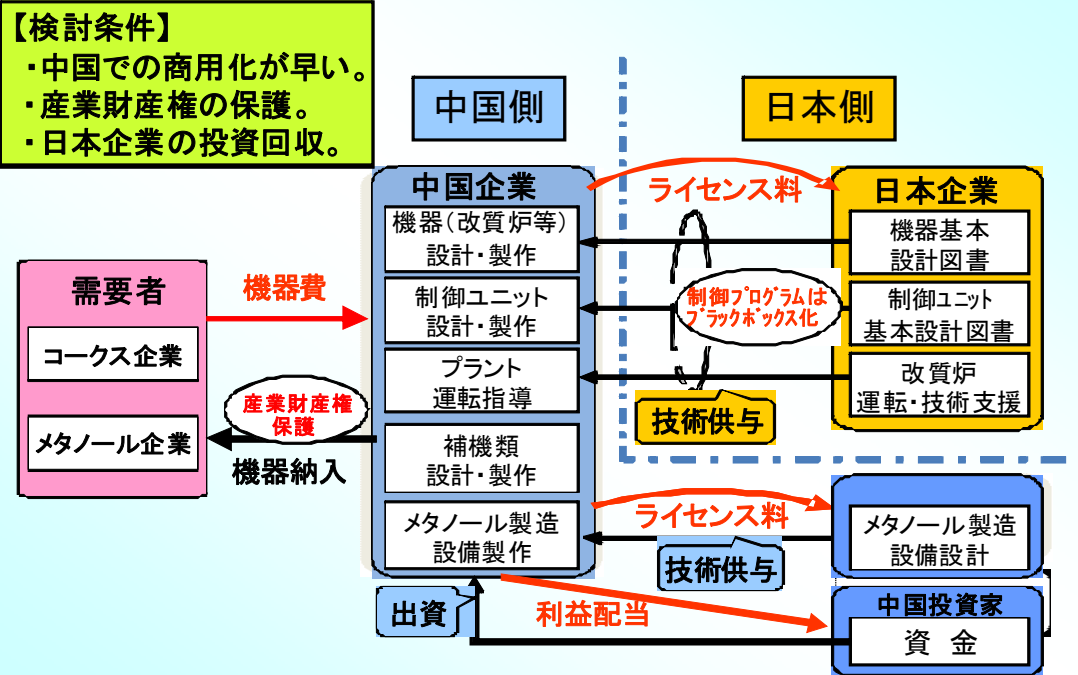 【検討条件】
・中国での商用化が早い。
・産業財産権の保護。
・日本企業の投資回収。
中国側
日本側
中国企業
機器（改質炉等）
設計・製作
制御ユニット
設計・製作
プラント
運転指導
補機類
設計・製作
メタノール製造
設備製作
ライセンス料
日本企業
機器基本
設計図書
制御ユニット
基本設計図書
改質炉
運転・技術支援
制御プログラムは
ブラックボックス化
技術供与
需要者
コークス企業
メタノール企業
機器費
産業財産権
保護
機器納入
ライセンス料
技術供与
メタノール製造
設備設計
出資
利益配当
中国投資家
資 金